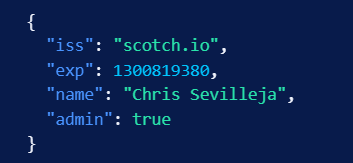 {
"iss": "scotch.io",
"exp": 1300819380,
"name": "Chris Sevilleja",
"admin": true
}